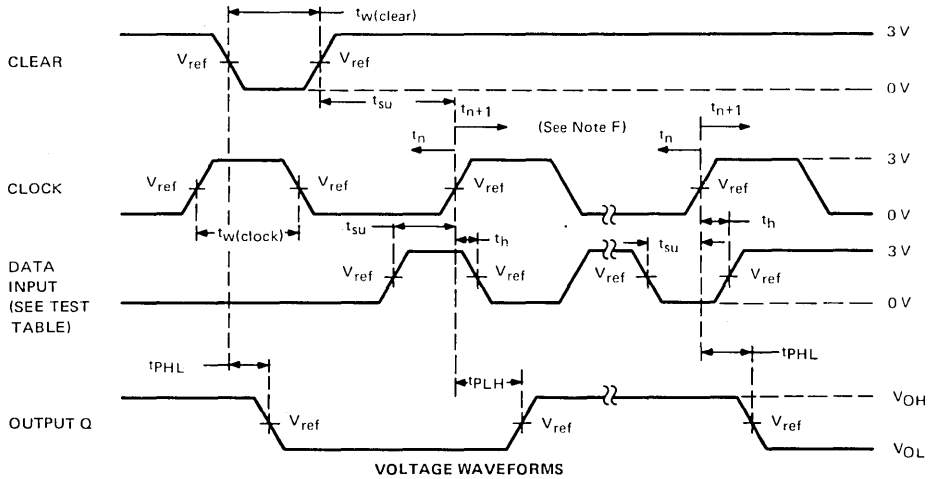 tw(clear)
3 V
CLEAR
Vref
Vref
0 V
tsu
tn+1
(See Note F)
tn+1
tn
tn
3 V
CLOCK
Vref
Vref
Vref
Vref
0 V
tw(clock)
tsu
th
tsu
th
3 V
DATA
INPUT
(SEE TEST
TABLE)
Vref
Vref
Vref
Vref
0 V
tPHL
tPLH
tPHL
VOH
OUTPUT Q
Vref
Vref
Vref
VOL
VOLTAGE WAVEFORMS